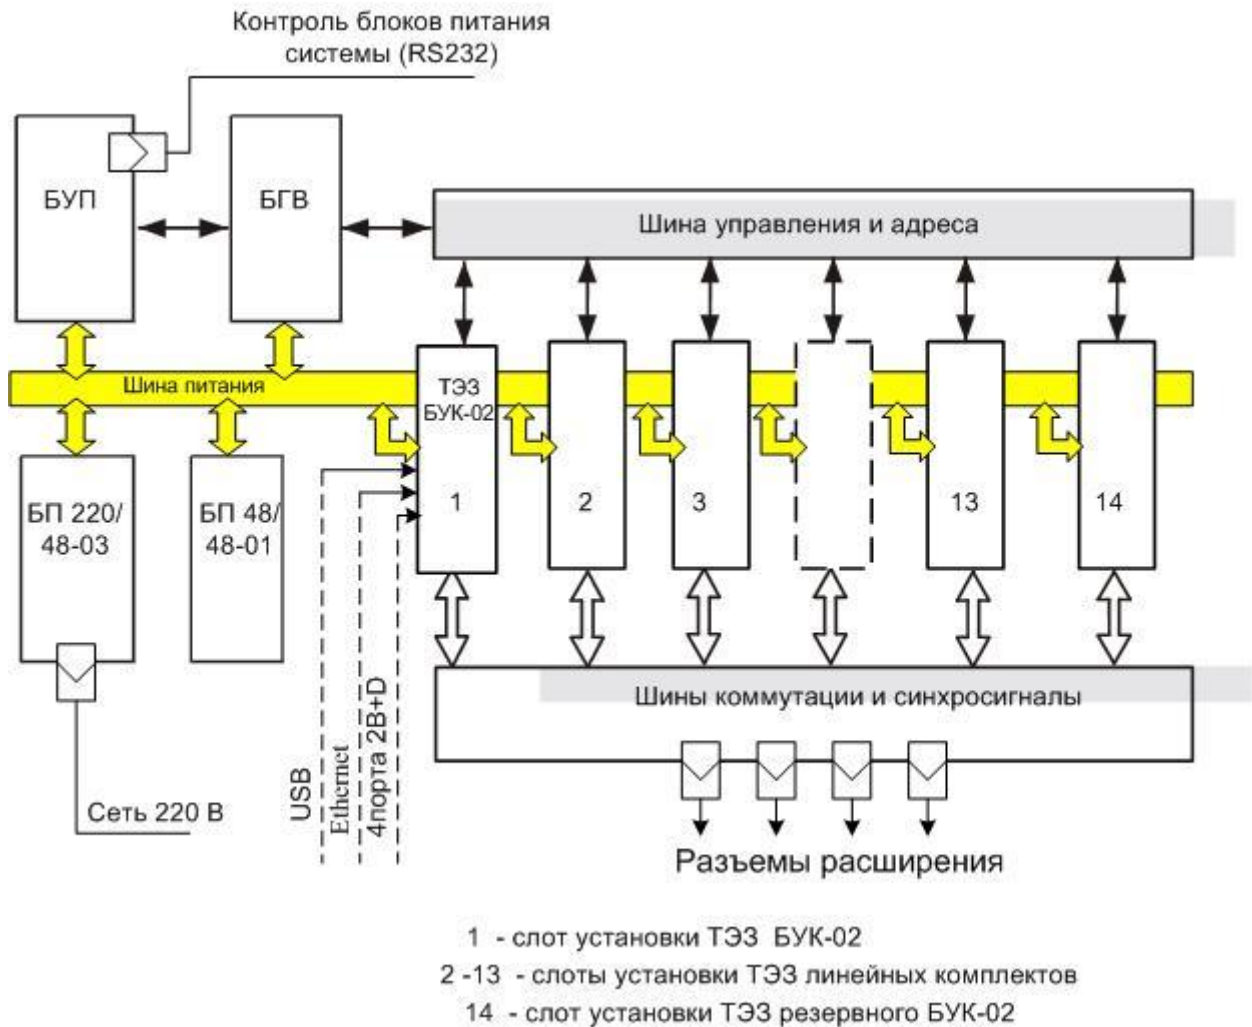 Контроль блоков питания
системы (RS232)
БУП
БГВ
Шина управления и адреса
Шина питания
ТЭЗ
БУК-02
БП 220/
48-03
БП 48/
48-01
1
2
3
13
14
Шины коммутации и синхросигналы
USB
Ethernet
4порта 2B+D
Сеть 220 В
Разъемы расширения
1 - слот установки ТЭЗ БУК-02
2 -13 - слоты установки ТЭЗ линейных комплектов
14 - слот установки ТЭЗ резервного БУК-02